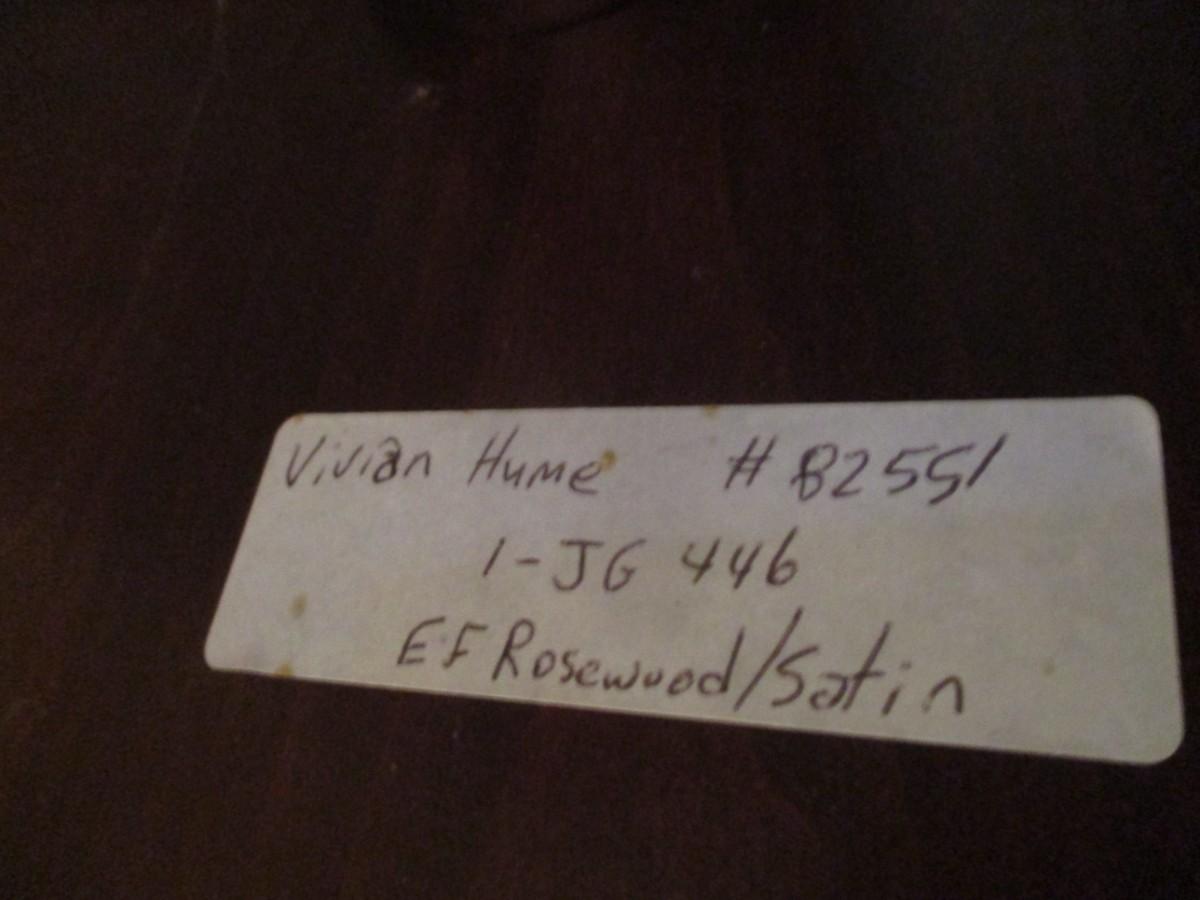 Vivian Hume # 82551
1-JG 446
EF Rosewood/Satin